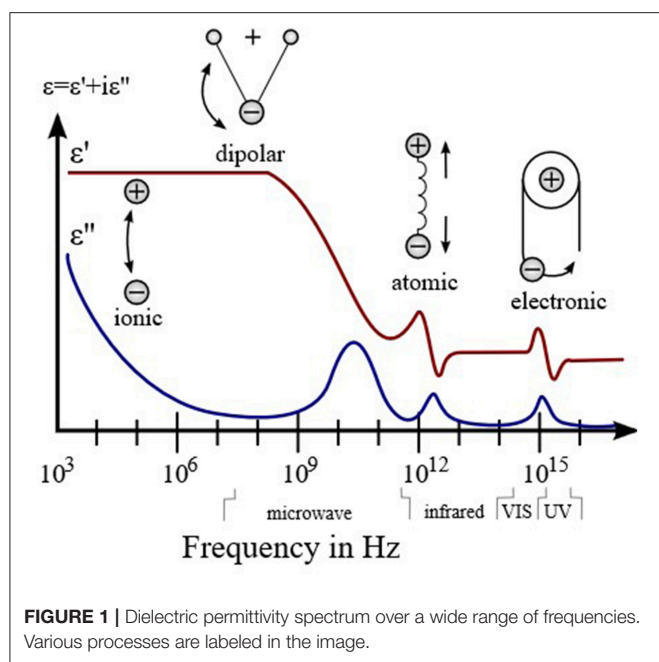 ε=ε'+iε"
+
−
dipolar
ε'
+
+
+
ε"
−
atomic
−
−
ionic
electronic
10³ 10⁶ 10⁹ 10¹² 10¹⁵
microwave infrared VIS UV
Frequency in Hz
FIGURE 1 | Dielectric permittivity spectrum over a wide range of frequencies.
Various processes are labeled in the image.